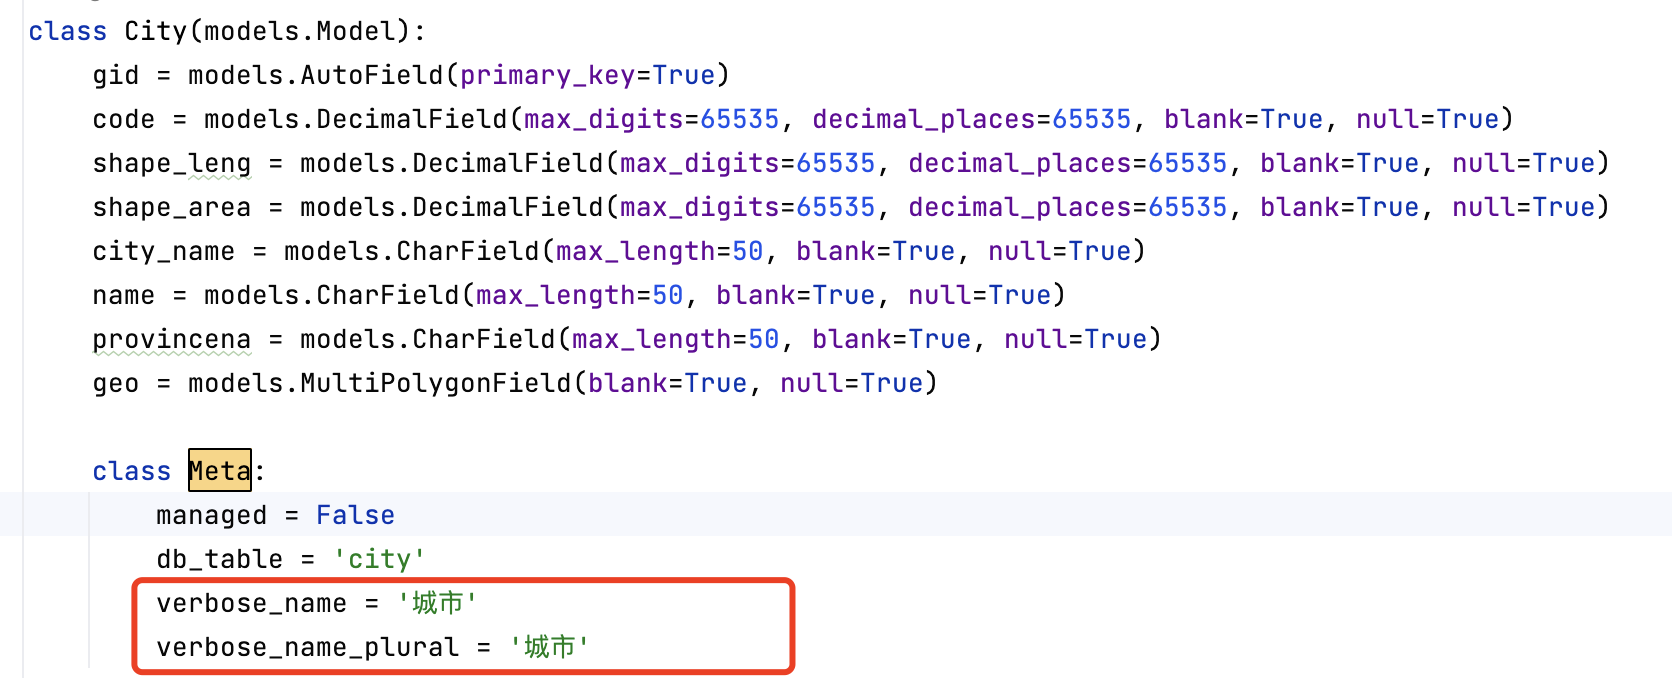 class City(models.Model):
    gid = models.AutoField(primary_key=True)
    code = models.DecimalField(max_digits=65535, decimal_places=65535, blank=True, null=True)
    shape_leng = models.DecimalField(max_digits=65535, decimal_places=65535, blank=True, null=True)
    shape_area = models.DecimalField(max_digits=65535, decimal_places=65535, blank=True, null=True)
    city_name = models.CharField(max_length=50, blank=True, null=True)
    name = models.CharField(max_length=50, blank=True, null=True)
    provincena = models.CharField(max_length=50, blank=True, null=True)
    geo = models.MultiPolygonField(blank=True, null=True)
    class Meta:
        managed = False
        db_table = 'city'
        verbose_name = '城市'
        verbose_name_plural = '城市'